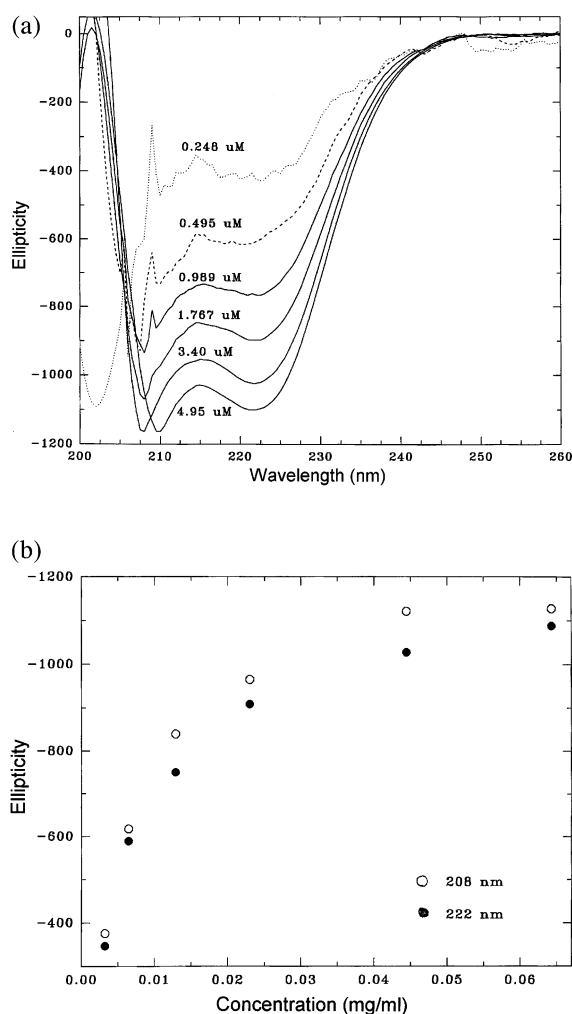 (a)
0
-200
-400
-600
-800
-1000
-1200
Ellipticity
0.248 uM
0.495 uM
0.989 uM
1.767 uM
3.40 uM
4.95 uM
200 210 220 230 240 250 260
Wavelength (nm)
(b)
-1200
-1000
-800
-600
-400
Ellipticity
208 nm
222 nm
0.00 0.01 0.02 0.03 0.04 0.05 0.06
Concentration (mg/ml)